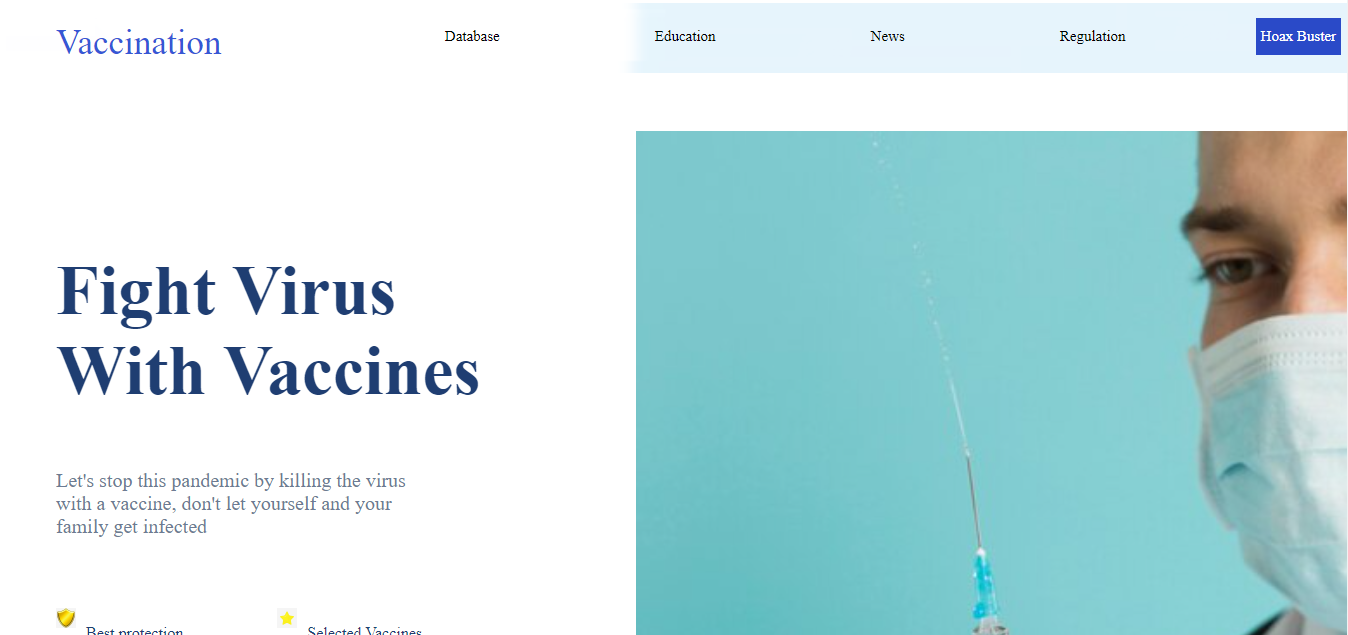 Vaccination
Database
Education
News
Regulation
Hoax Buster
Fight Virus
With Vaccines
Let's stop this pandemic by killing the virus
with a vaccine, don't let yourself and your
family get infected
Best protection
Selected Vaccines